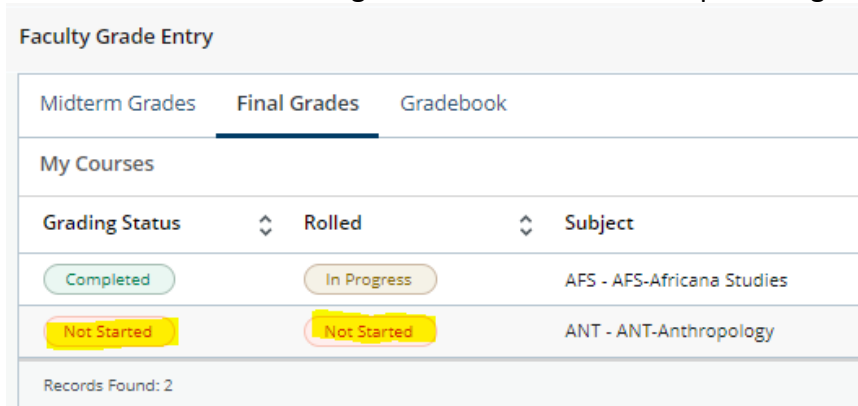 Faculty Grade Entry
Midterm Grades Final Grades Gradebook
My Courses
Grading Status Rolled Subject
Completed In Progress AFS - AFS-Africana Studies
Not Started Not Started ANT - ANT-Anthropology
Records Found: 2